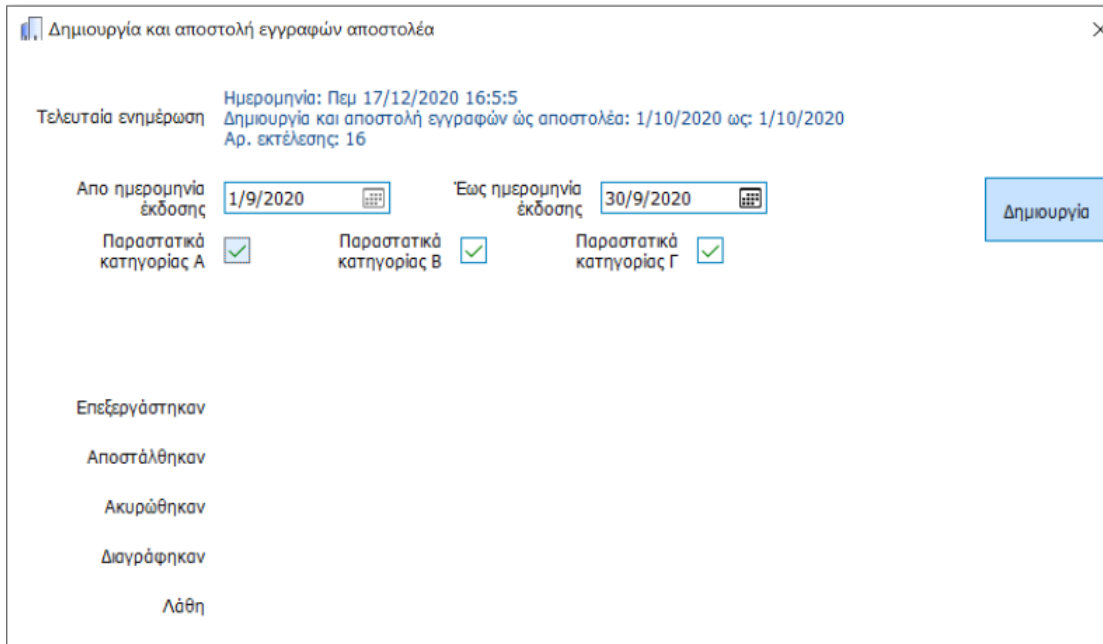 Δημιουργία και αποστολή εγγραφών αποστολέα
Τελευταία ενημέρωση
Ημερομηνία: Πεμ 17/12/2020 16:5:5
Δημιουργία και αποστολή εγγραφών ώς αποστολέα: 1/10/2020 ως: 1/10/2020
Αρ. εκτέλεσης: 16
Απο ημερομηνία
έκδοσης
1/9/2020
Έως ημερομηνία
έκδοσης
30/9/2020
Δημιουργία
Παραστατικά
κατηγορίας Α
Παραστατικά
κατηγορίας Β
Παραστατικά
κατηγορίας Γ
Επεξεργάστηκαν
Αποστάλθηκαν
Ακυρώθηκαν
Διαγράφηκαν
Λάθη